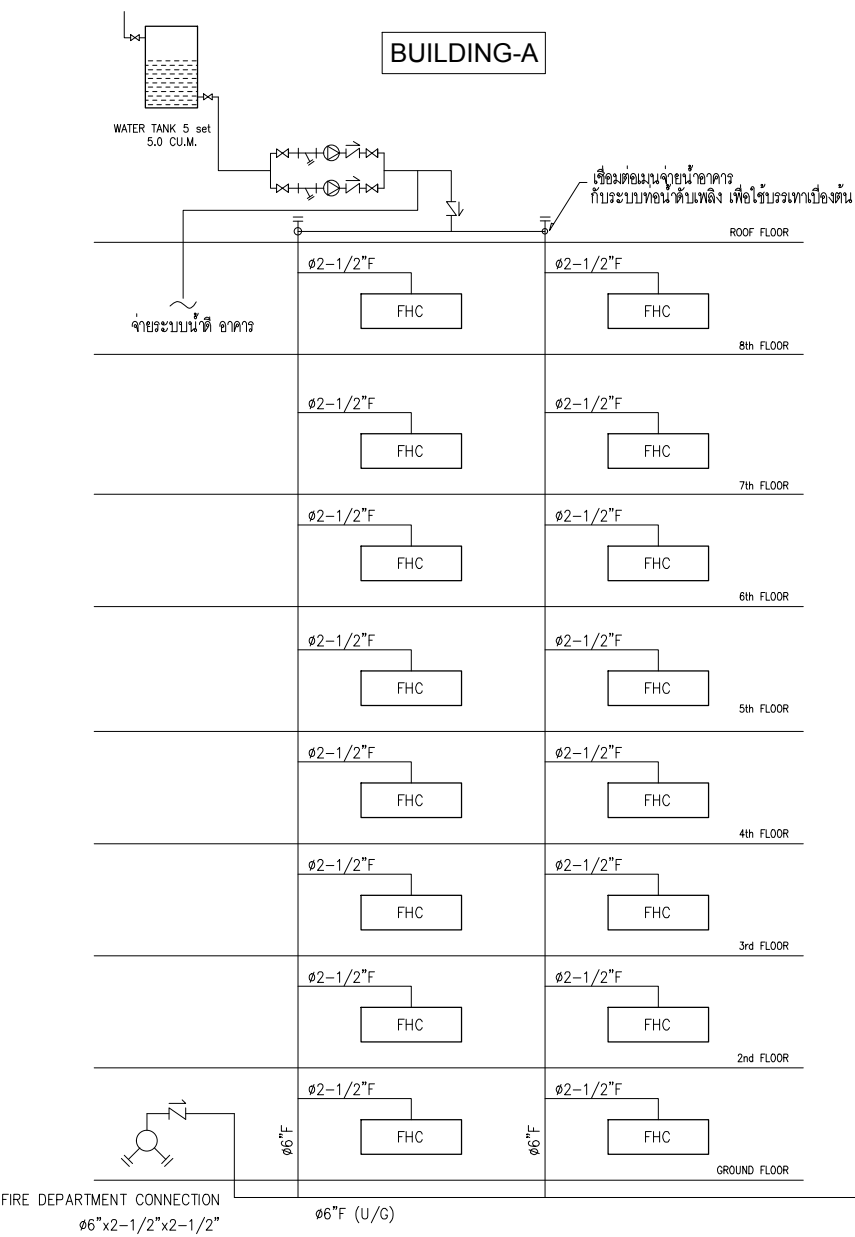 BUILDING-A
WATER TANK 5 set
5.0 CU.M.
เชื่อมต่อเมนจ่ายน้ำอาคาร
กับระบบท่อน้ำดับเพลิง เพื่อใช้บรรเทาเบื่องต้น
ROOF FLOOR
จ่ายระบบน้ำดี อาคาร
ø2-1/2"F
ø2-1/2"F
FHC
FHC
8th FLOOR
ø2-1/2"F
ø2-1/2"F
FHC
FHC
7th FLOOR
ø2-1/2"F
ø2-1/2"F
FHC
FHC
6th FLOOR
ø2-1/2"F
ø2-1/2"F
FHC
FHC
5th FLOOR
ø2-1/2"F
ø2-1/2"F
FHC
FHC
4th FLOOR
ø2-1/2"F
ø2-1/2"F
FHC
FHC
3rd FLOOR
ø2-1/2"F
ø2-1/2"F
FHC
FHC
2nd FLOOR
ø2-1/2"F
ø2-1/2"F
ø6"F
FHC
ø6"F
FHC
GROUND FLOOR
FIRE DEPARTMENT CONNECTION
ø6"x2-1/2"x2-1/2"
ø6"F (U/G)